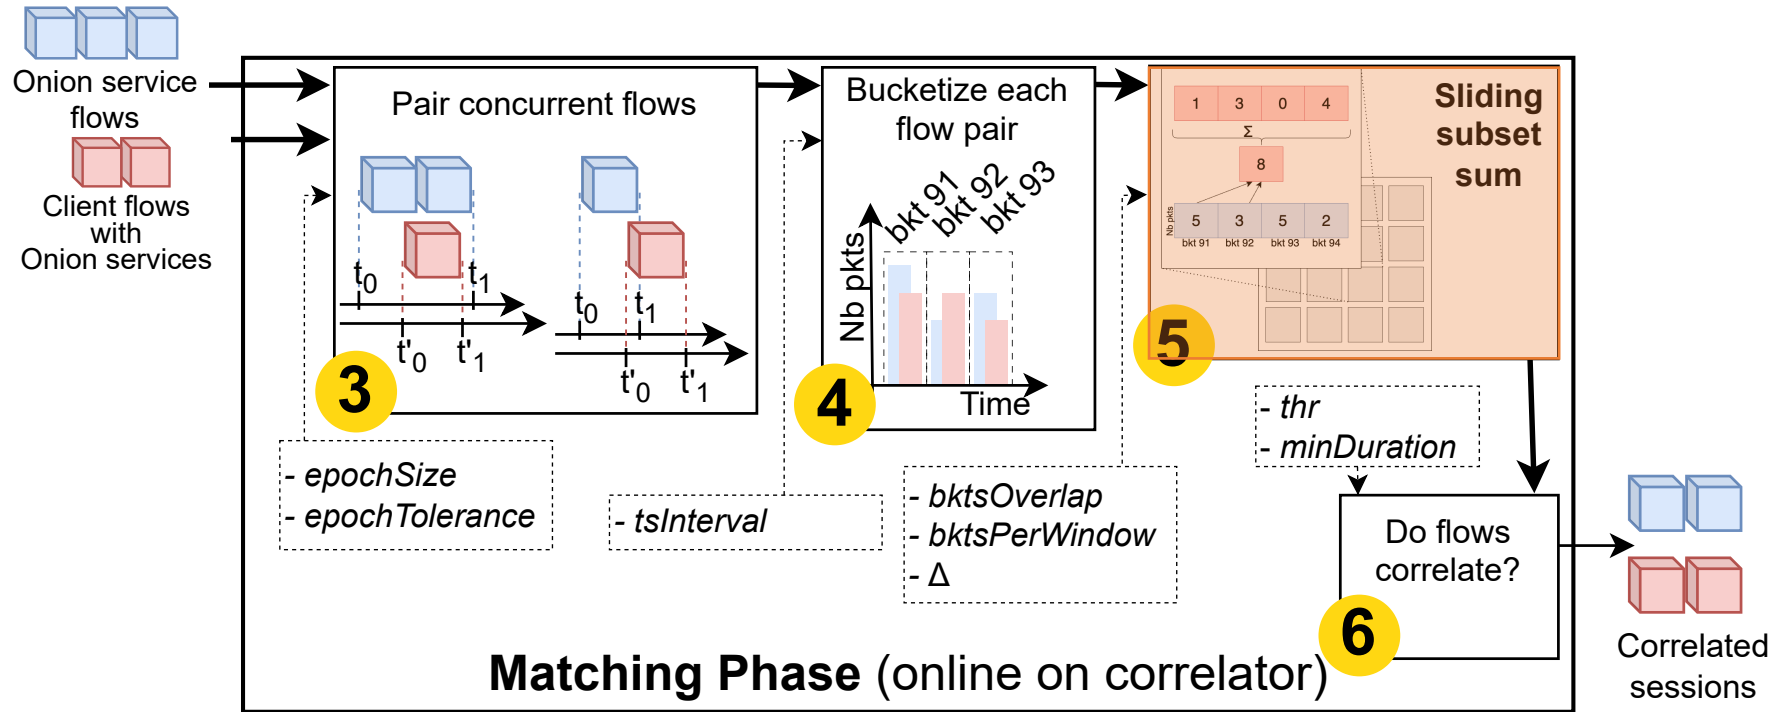 Onion service
flows
Client flows
with
Onion services
Pair concurrent flows
t0
t1
t'0
t'1
t0
t1
t'0
t'1
3
- epochSize
- epochTolerance
Bucketize each
flow pair
bkt 91
bkt 92
bkt 93
Nb pkts
Time
4
- tsInterval
Sliding
subset
sum
1 3 0 4
Σ
8
Nb pkts
5 3 5 2
bkt 91 bkt 92 bkt 93 bkt 94
5
- bktsOverlap
- bktsPerWindow
- Δ
- thr
- minDuration
Do flows
correlate?
6
Correlated
sessions
Matching Phase (online on correlator)